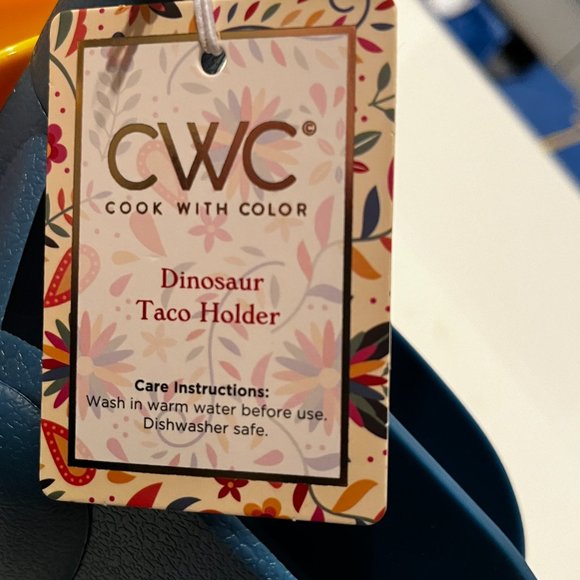 CWC©
COOK WITH COLOR
Dinosaur
Taco Holder
Care Instructions:
Wash in warm water before use.
Dishwasher safe.